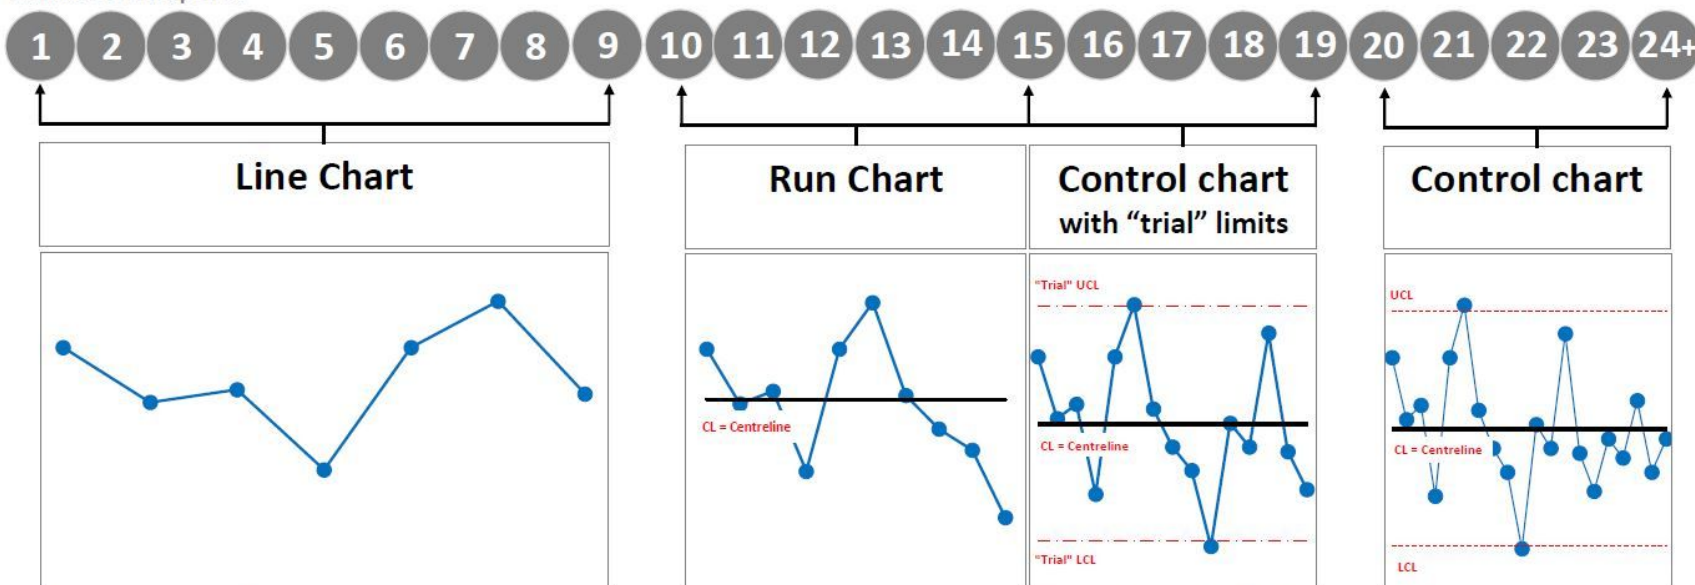 1 2 3 4 5 6 7 8 9 10 11 12 13 14 15 16 17 18 19 20 21 22 23 24+
Line Chart
Run Chart
CL = Centreline
Control chart
with “trial” limits
"Trial" UCL
CL = Centreline
"Trial" LCL
Control chart
UCL
CL = Centreline
LCL